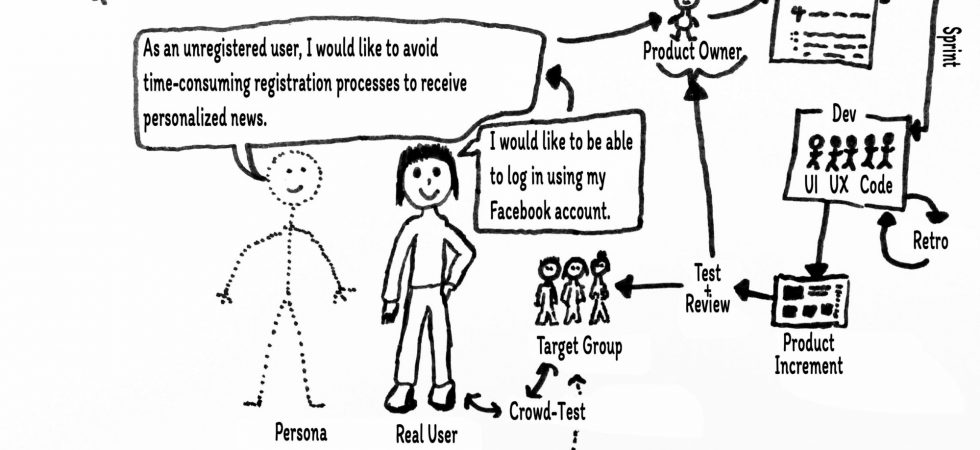 As an unregistered user, I would like to avoid
time-consuming registration processes to receive
personalized news.
Product Owner
Sprint
I would like to be able
to log in using my
Facebook account.
Dev
UI UX Code
Retro
Test
+
Review
Product
Increment
Target Group
Crowd-Test
Persona
Real User